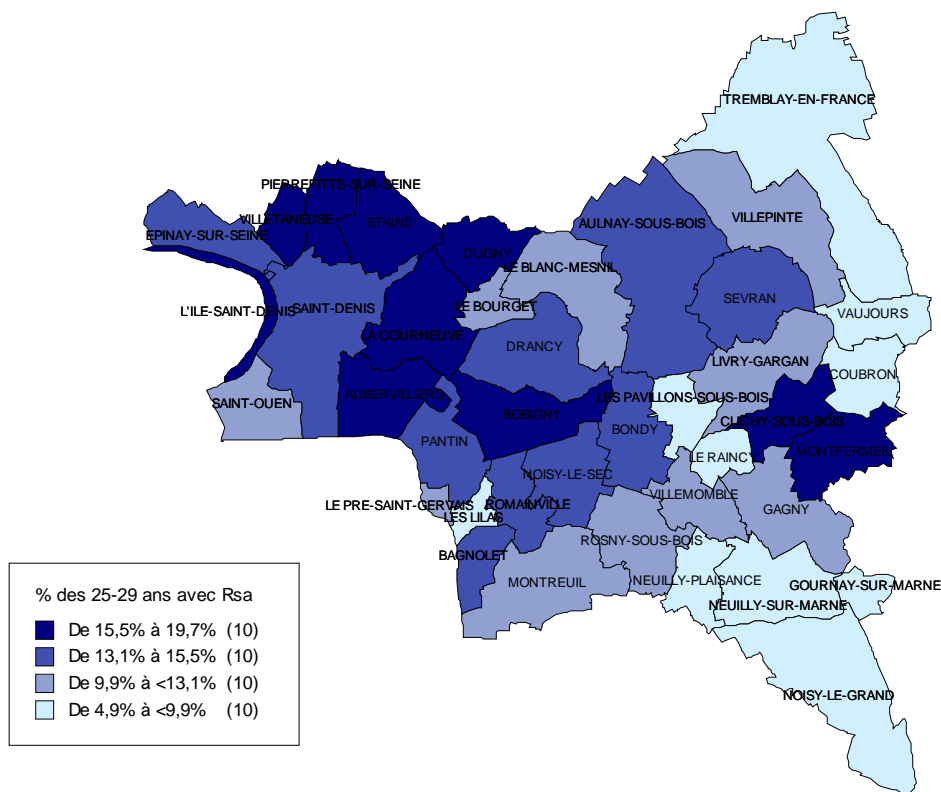 TREMBLAY-EN-FRANCE
PIERREFITTE-SUR-SEINE
VILLETANEUSE
STAINS
AULNAY-SOUS-BOIS
VILLEPINTE
EPINAY-SUR-SEINE
DUGNY
LE BLANC-MESNIL
SEVRAN
L'ILE-SAINT-DENIS
SAINT-DENIS
LE BOURGET
VAUJOURS
LA COURNEUVE
DRANCY
LIVRY-GARGAN
COUBRON
AUBERVILLIERS
LES PAVILLONS-SOUS-BOIS
SAINT-OUEN
BOBIGNY
CLICHY-SOUS-BOIS
PANTIN
BONDY
LE RAINCY
MONTFERMEIL
NOISY-LE-SEC
VILLEMOMBLE
LE PRE-SAINT-GERVAIS
ROMAINVILLE
GAGNY
LES LILAS
ROSNY-SOUS-BOIS
BAGNOLET
MONTREUIL
NEUILLY-PLAISANCE
GOURNAY-SUR-MARNE
NEUILLY-SUR-MARNE
NOISY-LE-GRAND
% des 25-29 ans avec Rsa
De 15,5% à 19,7% (10)
De 13,1% à 15,5% (10)
De 9,9% à <13,1% (10)
De 4,9% à <9,9% (10)